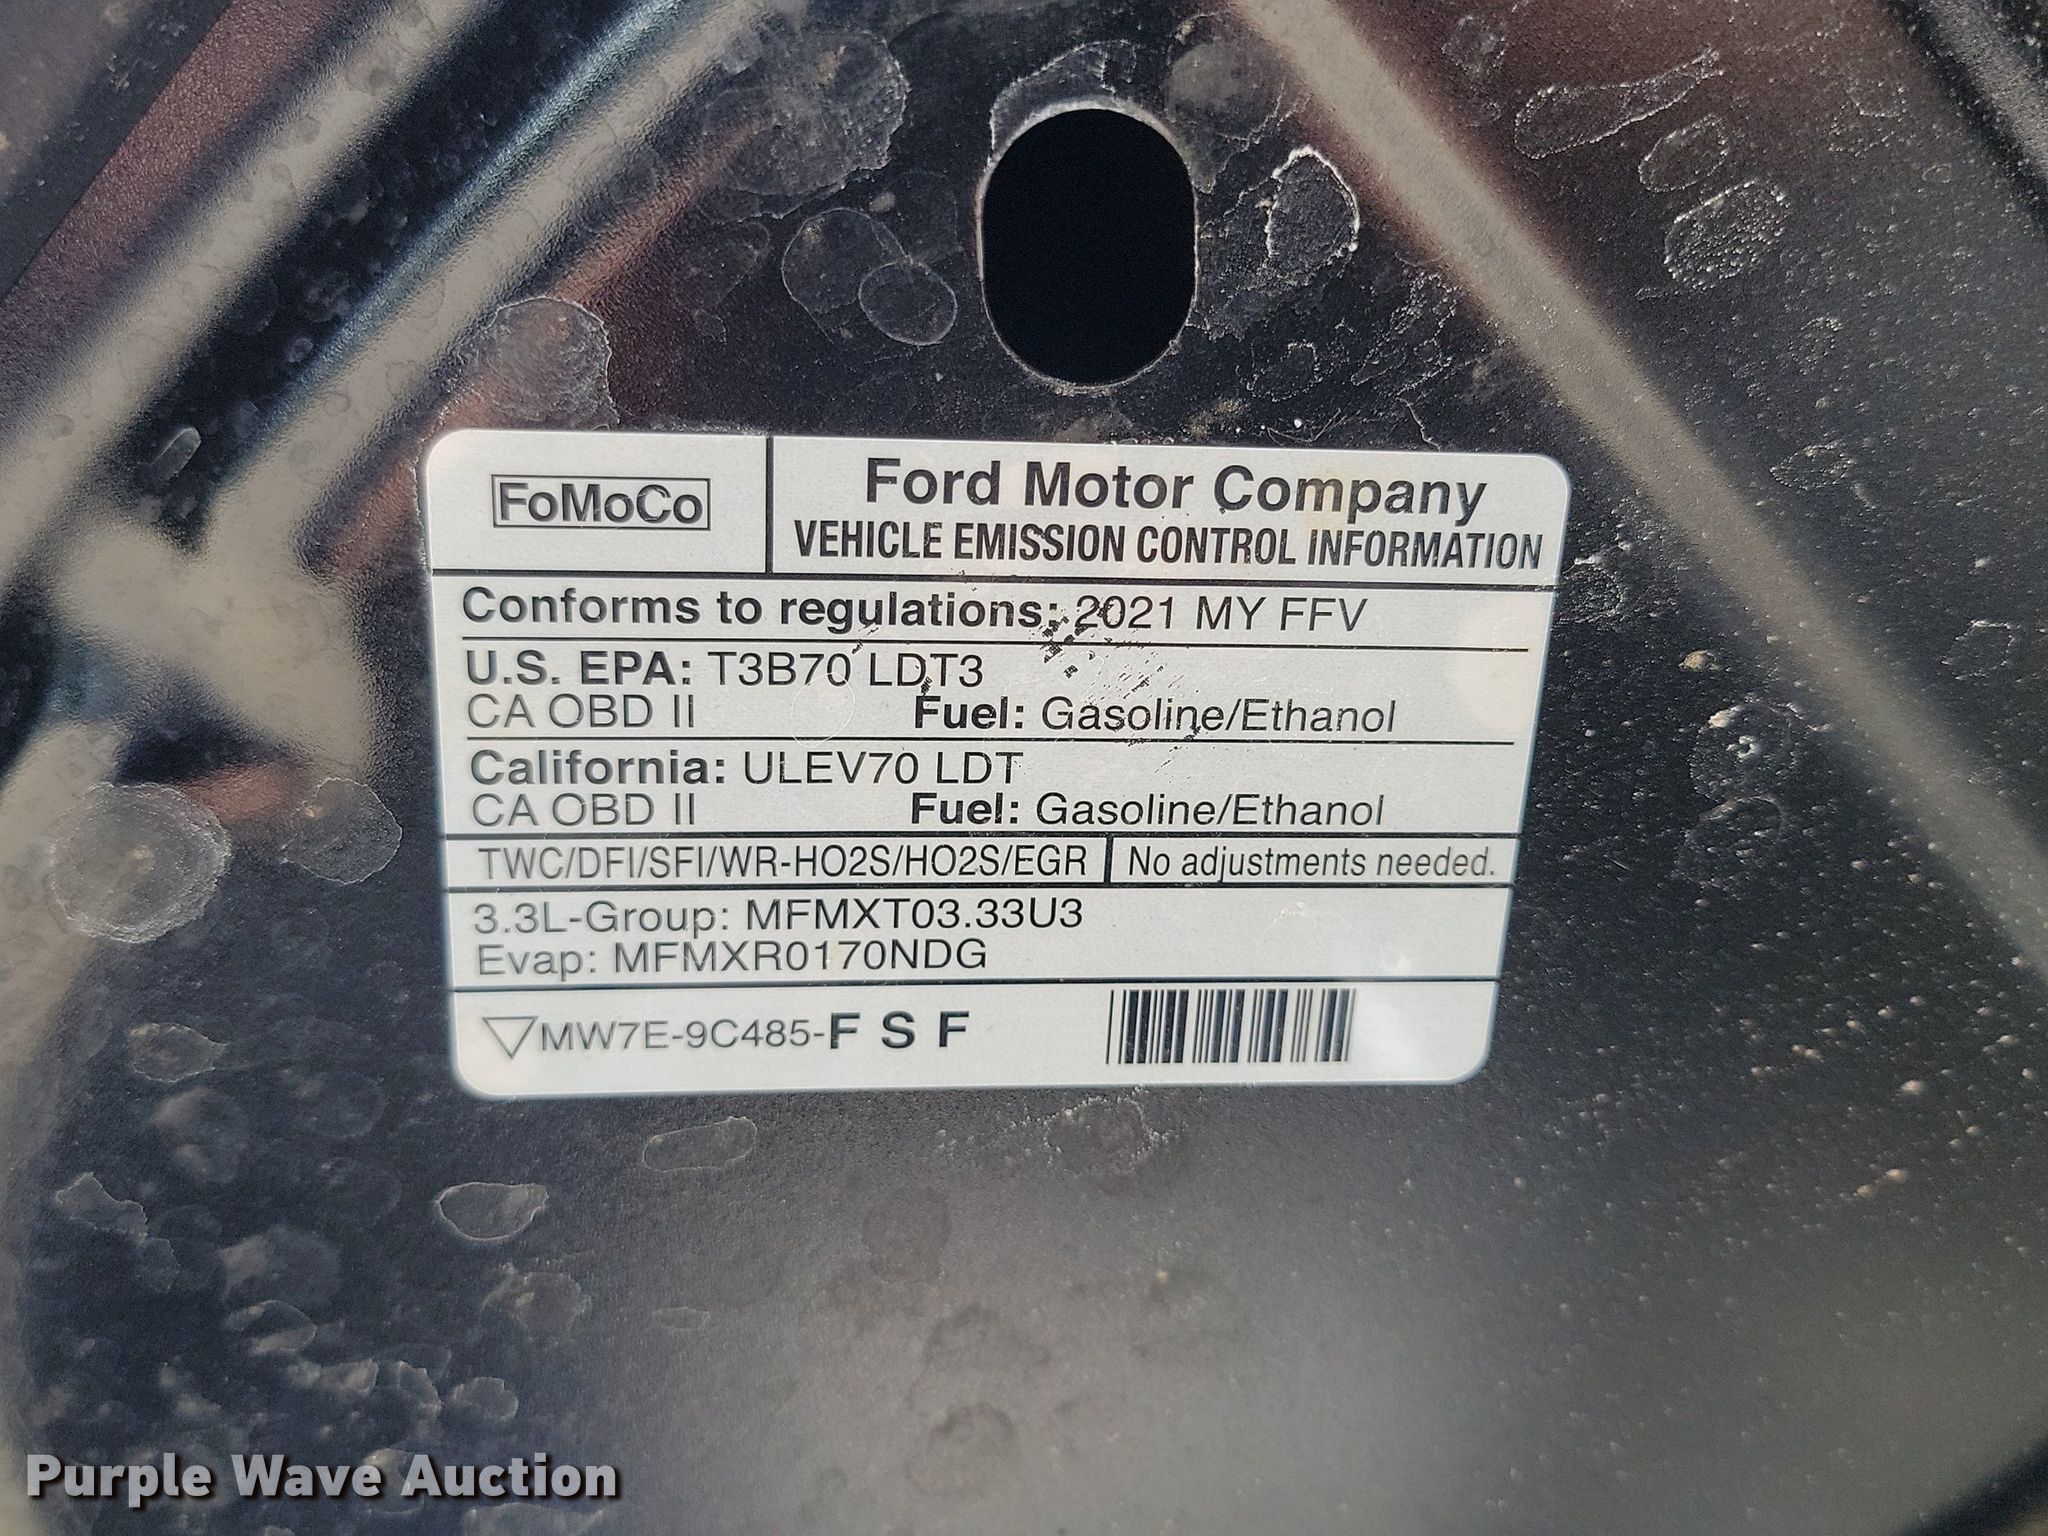 FoMoCo
Ford Motor Company
VEHICLE EMISSION CONTROL INFORMATION
Conforms to regulations: 2021 MY FFV
U.S. EPA: T3B70 LDT3
CA OBD II Fuel: Gasoline/Ethanol
California: ULEV70 LDT
CA OBD II Fuel: Gasoline/Ethanol
TWC/DFI/SFI/WR-HO2S/HO2S/EGR No adjustments needed.
3.3L-Group: MFMXT03.33U3
Evap: MFMXR0170NDG
▽MW7E-9C485-F S F
Purple Wave Auction